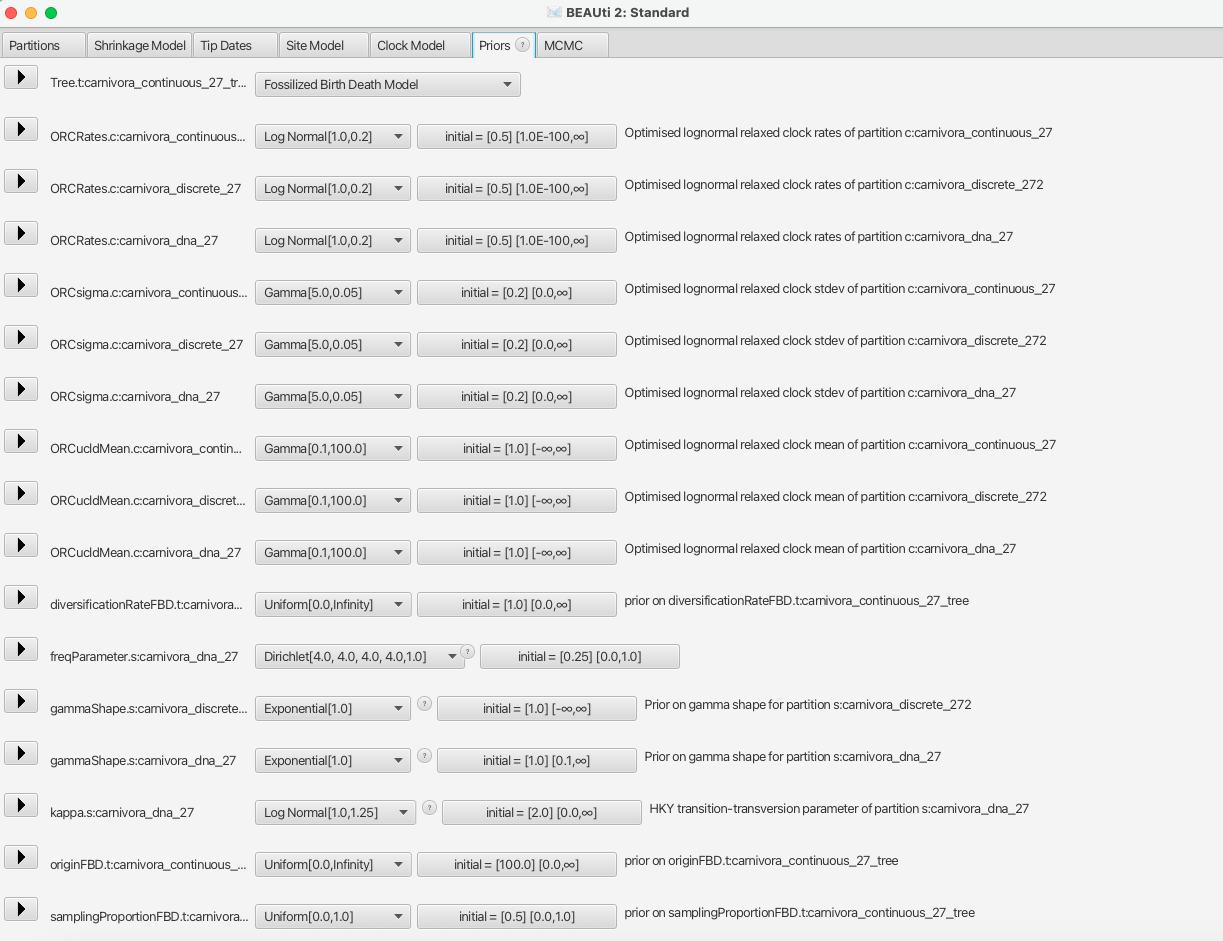 BEAUti 2: Standard
Partitions Shrinkage Model Tip Dates Site Model Clock Model Priors ? MCMC
Tree.t:carnivora_continuous_27_tr... Fossilized Birth Death Model
ORCRates.c:carnivora_continuous... Log Normal[1.0,0.2] initial = [0.5] [1.0E-100,∞] Optimised lognormal relaxed clock rates of partition c:carnivora_continuous_27
ORCRates.c:carnivora_discrete_27 Log Normal[1.0,0.2] initial = [0.5] [1.0E-100,∞] Optimised lognormal relaxed clock rates of partition c:carnivora_discrete_272
ORCRates.c:carnivora_dna_27 Log Normal[1.0,0.2] initial = [0.5] [1.0E-100,∞] Optimised lognormal relaxed clock rates of partition c:carnivora_dna_27
ORCsigma.c:carnivora_continuous... Gamma[5.0,0.05] initial = [0.2] [0.0,∞] Optimised lognormal relaxed clock stdev of partition c:carnivora_continuous_27
ORCsigma.c:carnivora_discrete_27 Gamma[5.0,0.05] initial = [0.2] [0.0,∞] Optimised lognormal relaxed clock stdev of partition c:carnivora_discrete_272
ORCsigma.c:carnivora_dna_27 Gamma[5.0,0.05] initial = [0.2] [0.0,∞] Optimised lognormal relaxed clock stdev of partition c:carnivora_dna_27
ORCucldMean.c:carnivora_contin... Gamma[0.1,100.0] initial = [1.0] [-∞,∞] Optimised lognormal relaxed clock mean of partition c:carnivora_continuous_27
ORCucldMean.c:carnivora_discret... Gamma[0.1,100.0] initial = [1.0] [-∞,∞] Optimised lognormal relaxed clock mean of partition c:carnivora_discrete_272
ORCucldMean.c:carnivora_dna_27 Gamma[0.1,100.0] initial = [1.0] [-∞,∞] Optimised lognormal relaxed clock mean of partition c:carnivora_dna_27
diversificationRateFBD.t:carnivora... Uniform[0.0,Infinity] initial = [1.0] [0.0,∞] prior on diversificationRateFBD.t:carnivora_continuous_27_tree
freqParameter.s:carnivora_dna_27 Dirichlet[4.0, 4.0, 4.0, 4.0,1.0] ? initial = [0.25] [0.0,1.0]
gammaShape.s:carnivora_discrete... Exponential[1.0] ? initial = [1.0] [-∞,∞] Prior on gamma shape for partition s:carnivora_discrete_272
gammaShape.s:carnivora_dna_27 Exponential[1.0] ? initial = [1.0] [0.1,∞] Prior on gamma shape for partition s:carnivora_dna_27
kappa.s:carnivora_dna_27 Log Normal[1.0,1.25] ? initial = [2.0] [0.0,∞] HKY transition-transversion parameter of partition s:carnivora_dna_27
originFBD.t:carnivora_continuous_... Uniform[0.0,Infinity] initial = [100.0] [0.0,∞] prior on originFBD.t:carnivora_continuous_27_tree
samplingProportionFBD.t:carnivora... Uniform[0.0,1.0] initial = [0.5] [0.0,1.0] prior on samplingProportionFBD.t:carnivora_continuous_27_tree